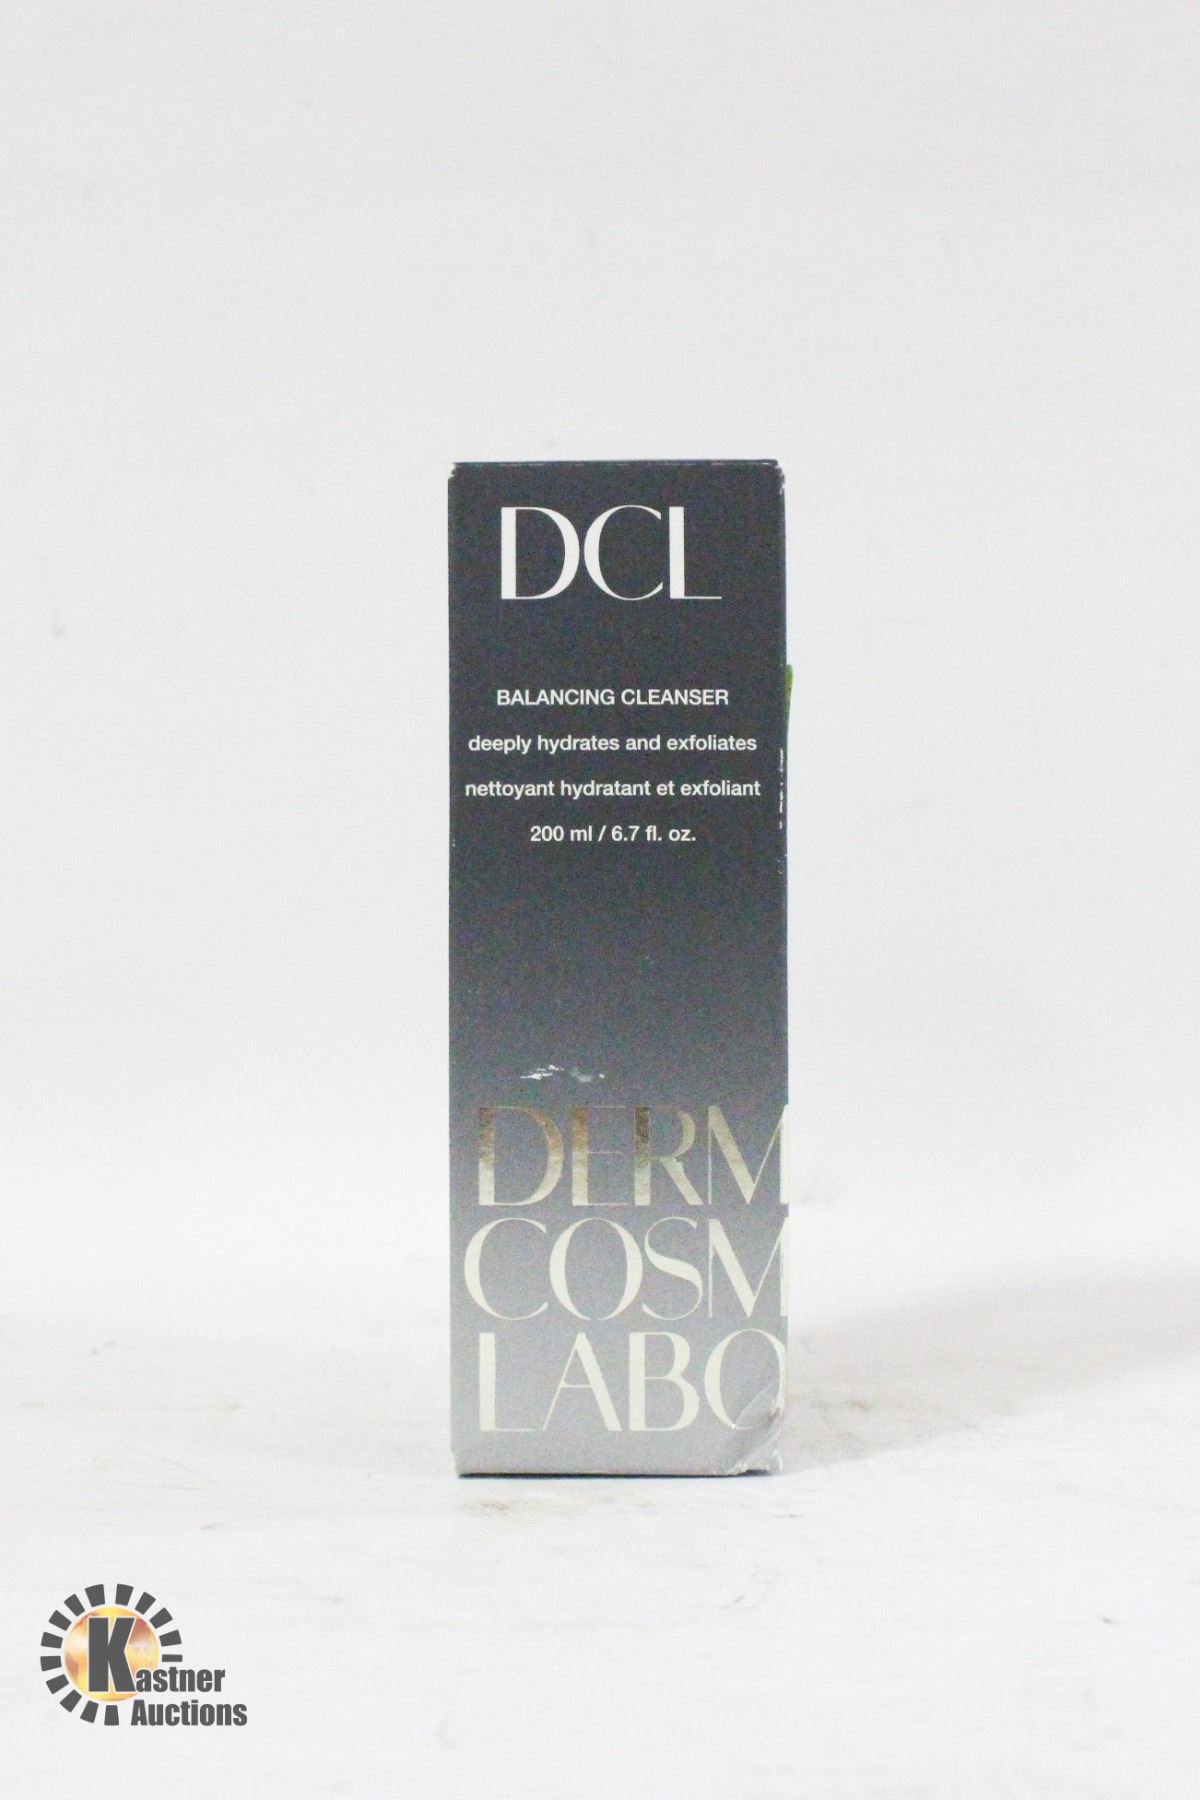 DCL
BALANCING CLEANSER
deeply hydrates and exfoliates
nettoyant hydratant et exfoliant
200 ml / 6.7 fl. oz.
DERM
COSM
LABO
Kastner
Auctions